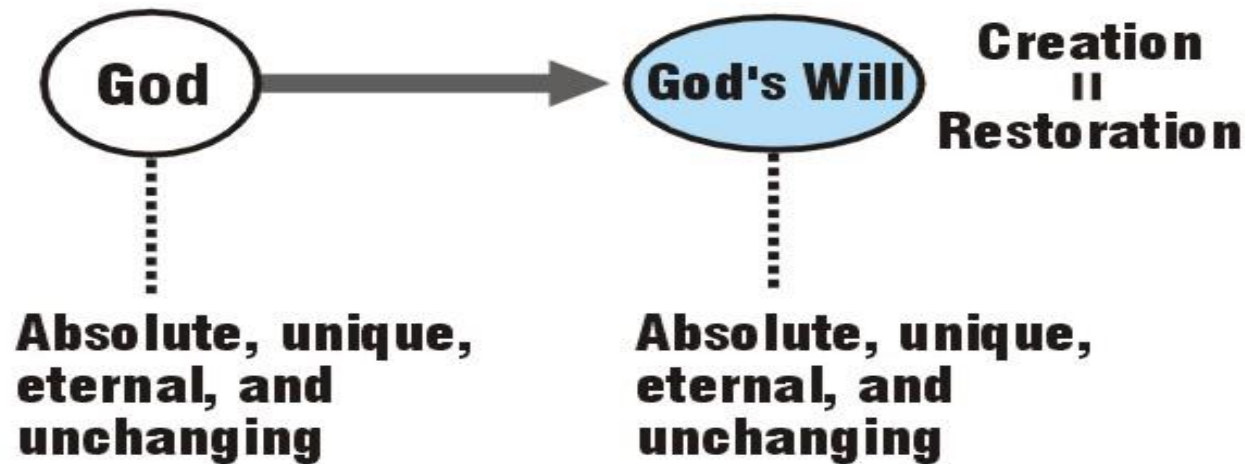 God
God's Will
Creation
=
Restoration
Absolute, unique,
eternal, and
unchanging
Absolute, unique,
eternal, and
unchanging